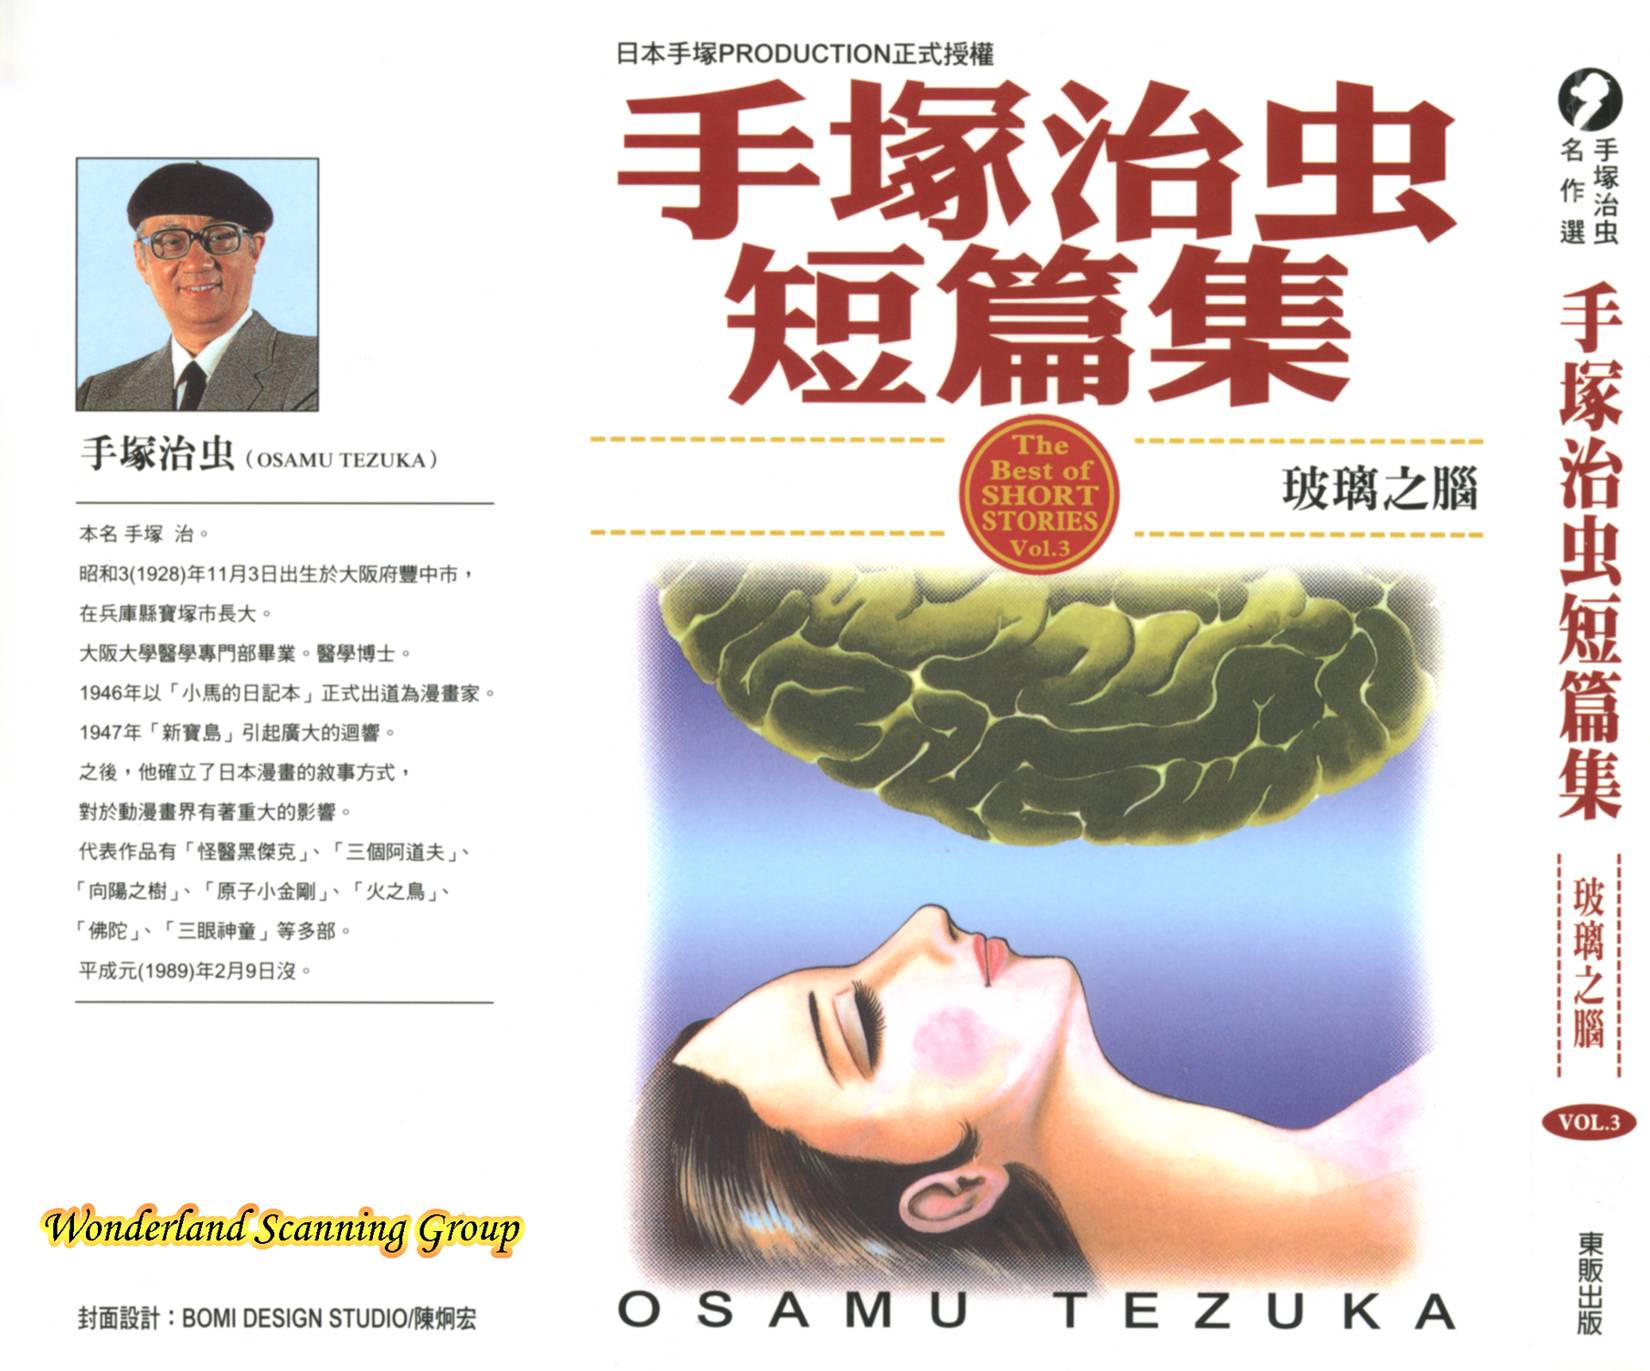 手塚治虫（OSAMU TEZUKA）
本名 手塚 治。
昭和3(1928)年11月3日出生於大阪府豐中市，
在兵庫縣寶塚市長大。
大阪大學醫學專門部畢業。醫學博士。
1946年以「小馬的日記本」正式出道為漫畫家。
1947年「新寶島」引起廣大的迴響。
之後，他確立了日本漫畫的敘事方式，
對於動漫畫界有著重大的影響。
代表作品有「怪醫黑傑克」、「三個阿道夫」、
「向陽之樹」、「原子小金剛」、「火之鳥」、
「佛陀」、「三眼神童」等多部。
平成元(1989)年2月9日沒。
Wonderland Scanning Group
封面設計：BOMI DESIGN STUDIO/陳炯宏
日本手塚PRODUCTION正式授權
手塚治虫
短篇集
The
Best of
SHORT
STORIES
Vol.3
玻璃之腦
OSAMU TEZUKA
手塚治虫
名作選
手塚治虫短篇集
玻璃之腦
VOL.3
東販出版